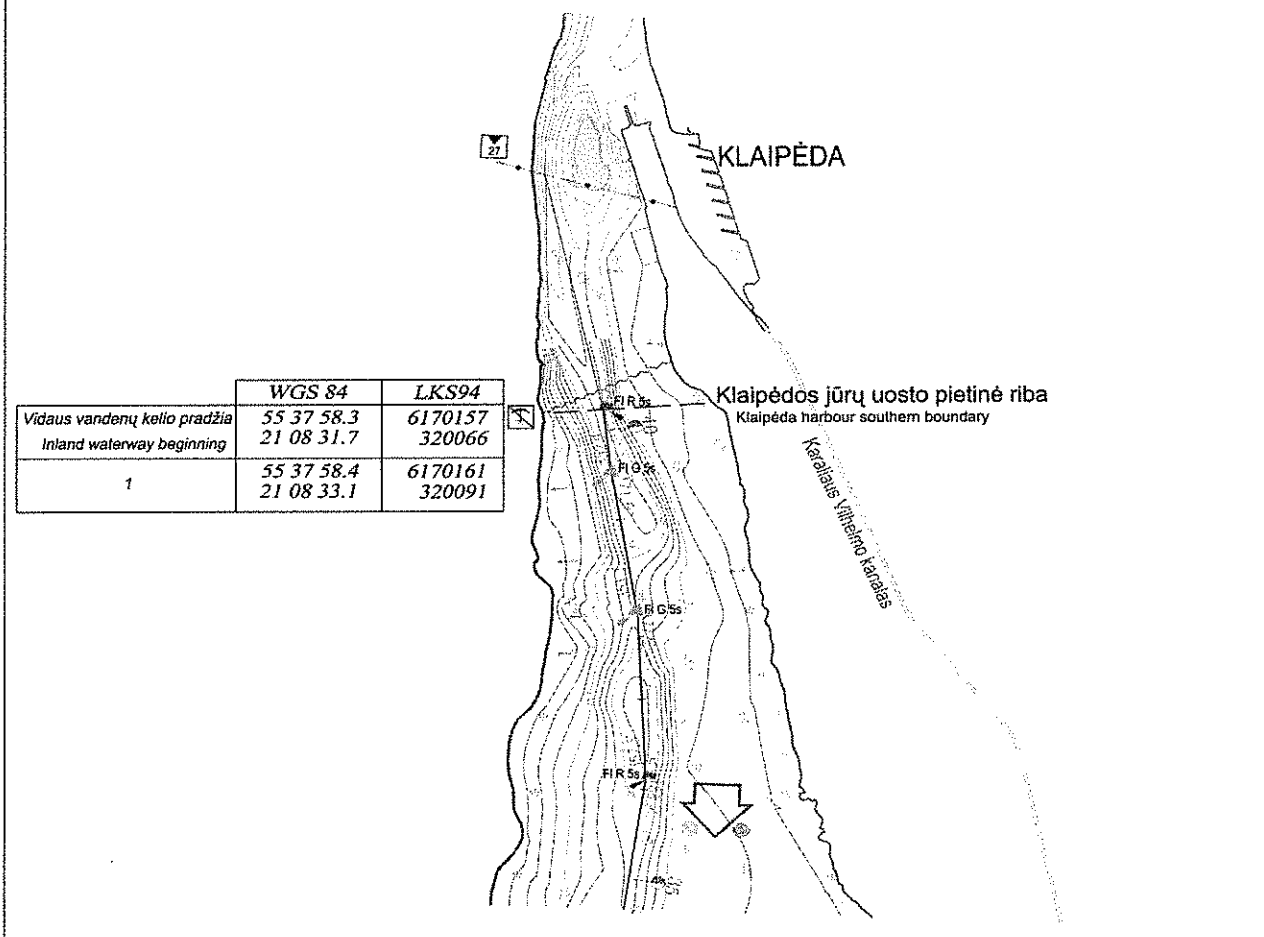 27
KLAIPĖDA
WGS 84 LKS94
Vidaus vandenų kelio pradžia 55 37 58.3 6170157
Inland waterway beginning 21 08 31.7 320066
1 55 37 58.4 6170161
21 08 33.1 320091
Fl R 5s
Klaipėdos jūrų uosto pietinė riba
Klaipėda harbour southern boundary
Fl G 5s
Karaliaus Vilhelmo kanalas
Fl G 5s
Fl R 5s